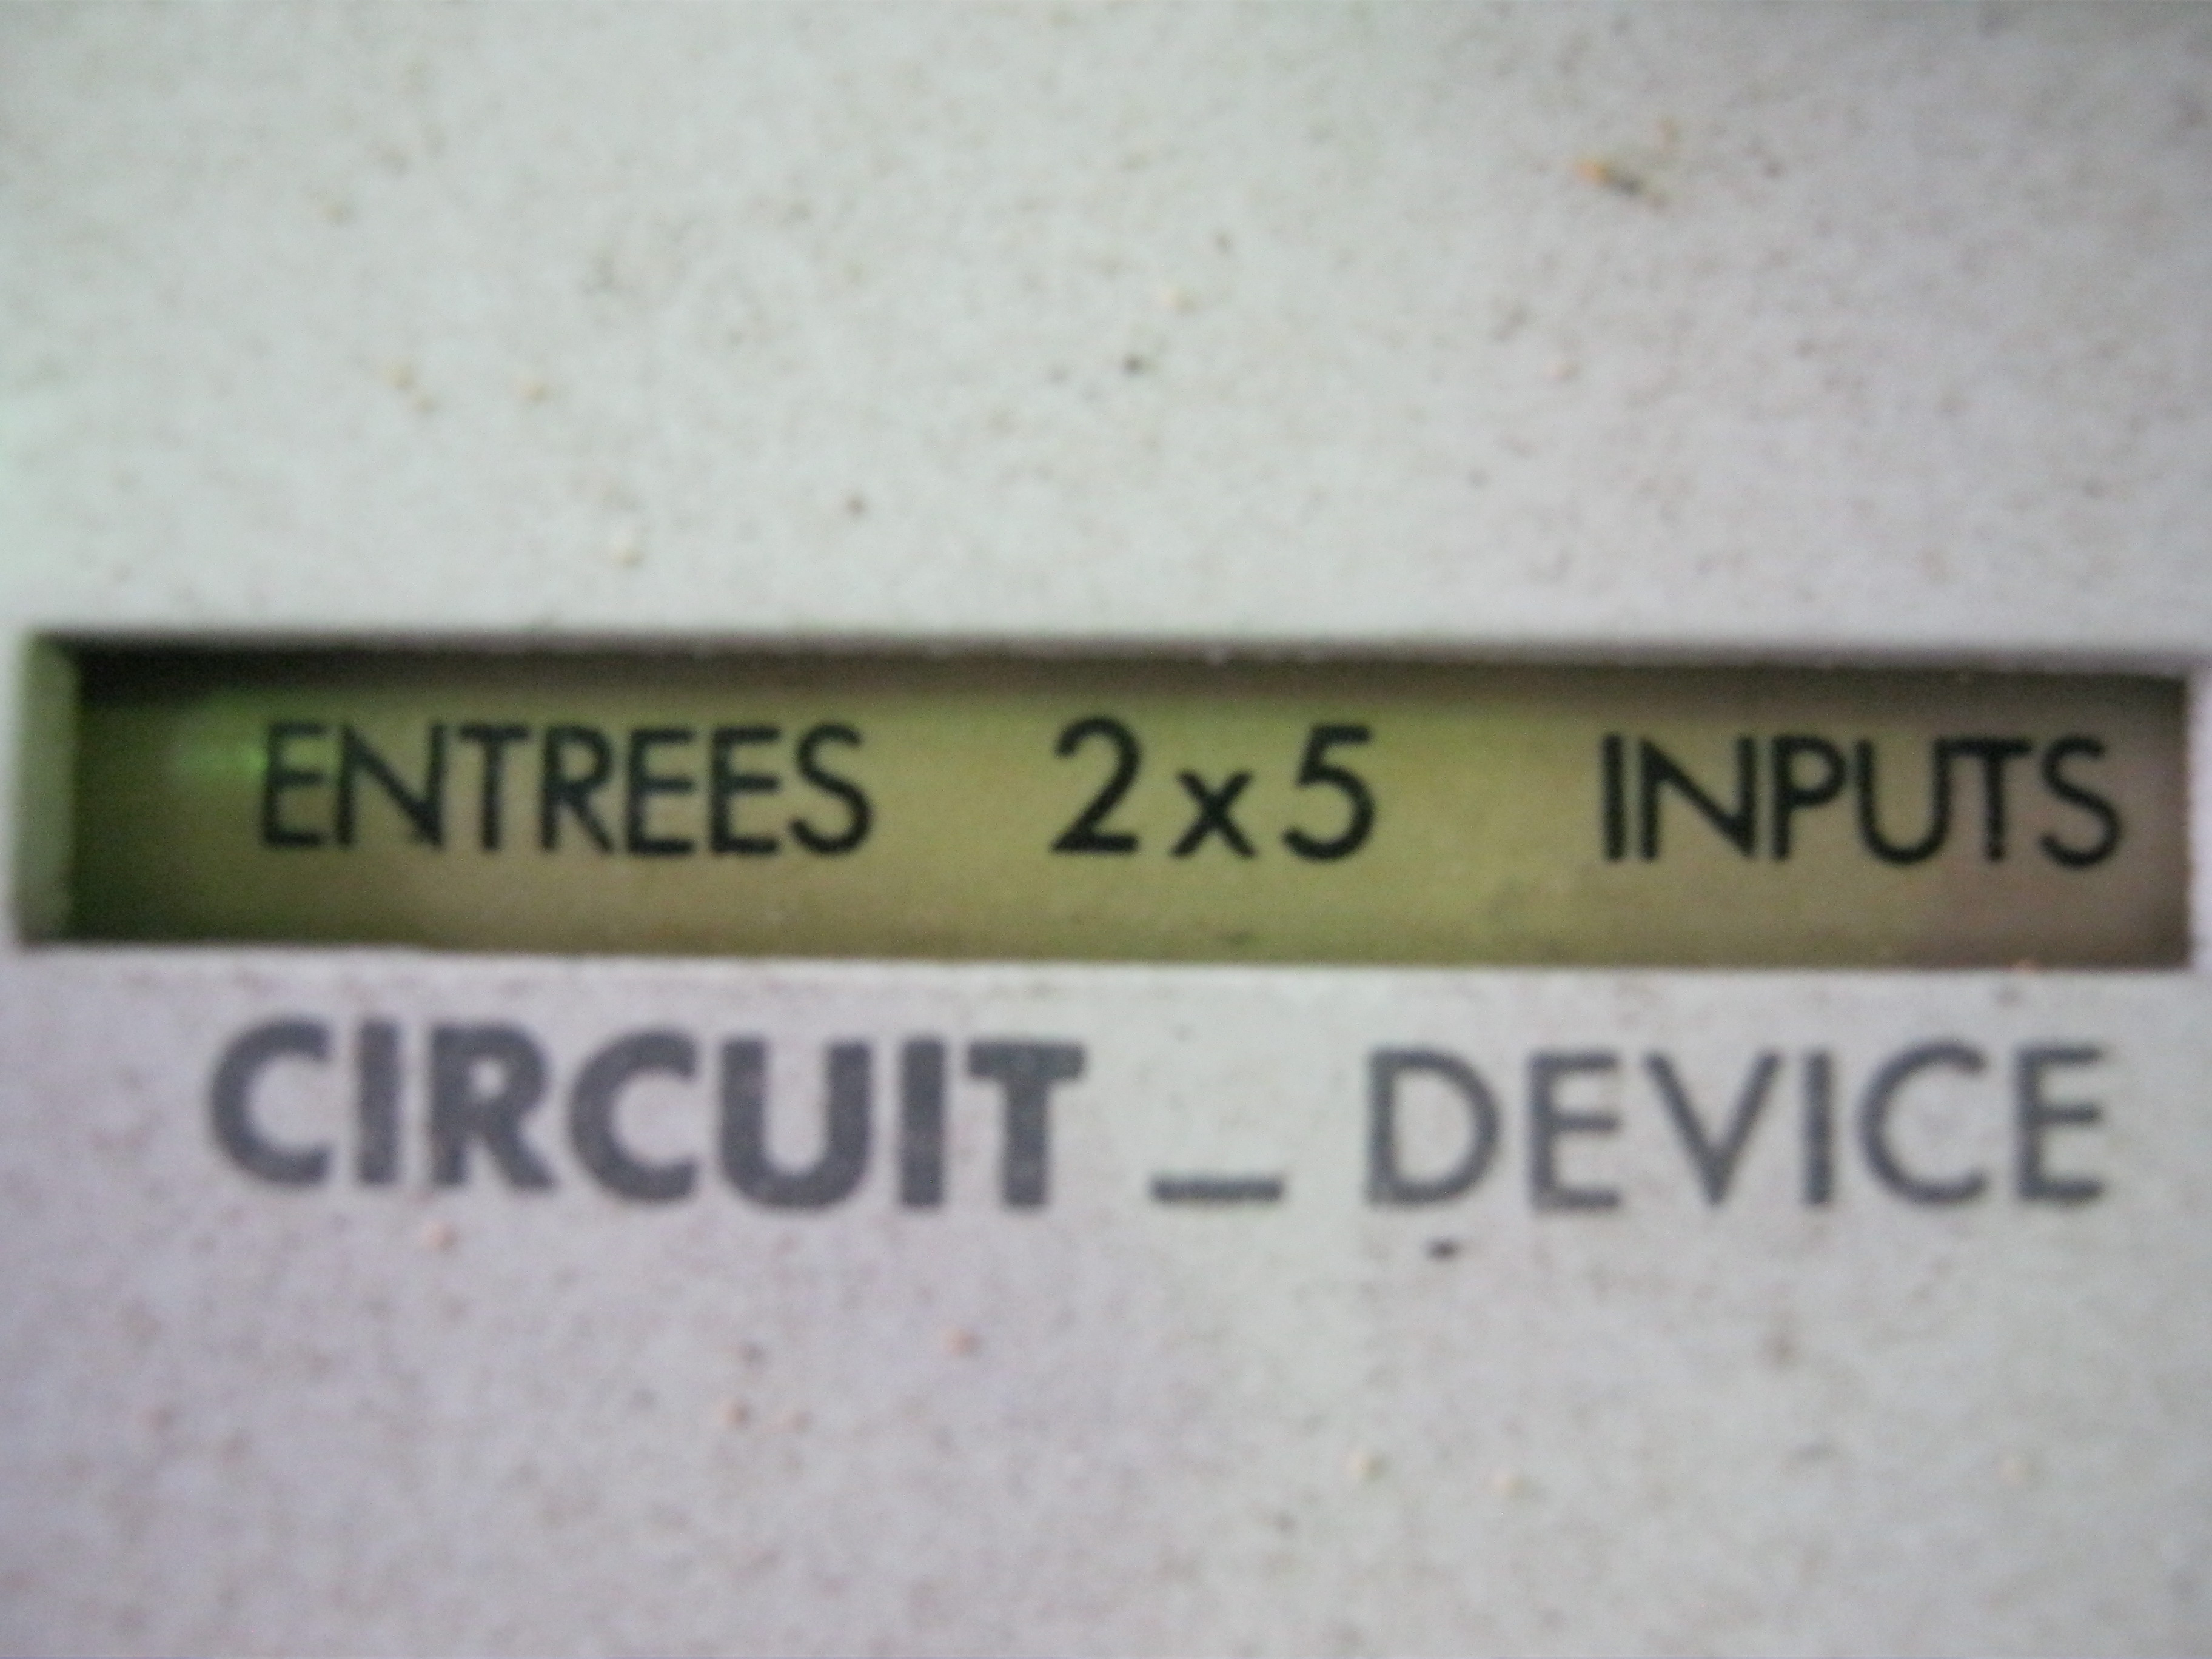 ENTREES 2x5 INPUTS
CIRCUIT _ DEVICE